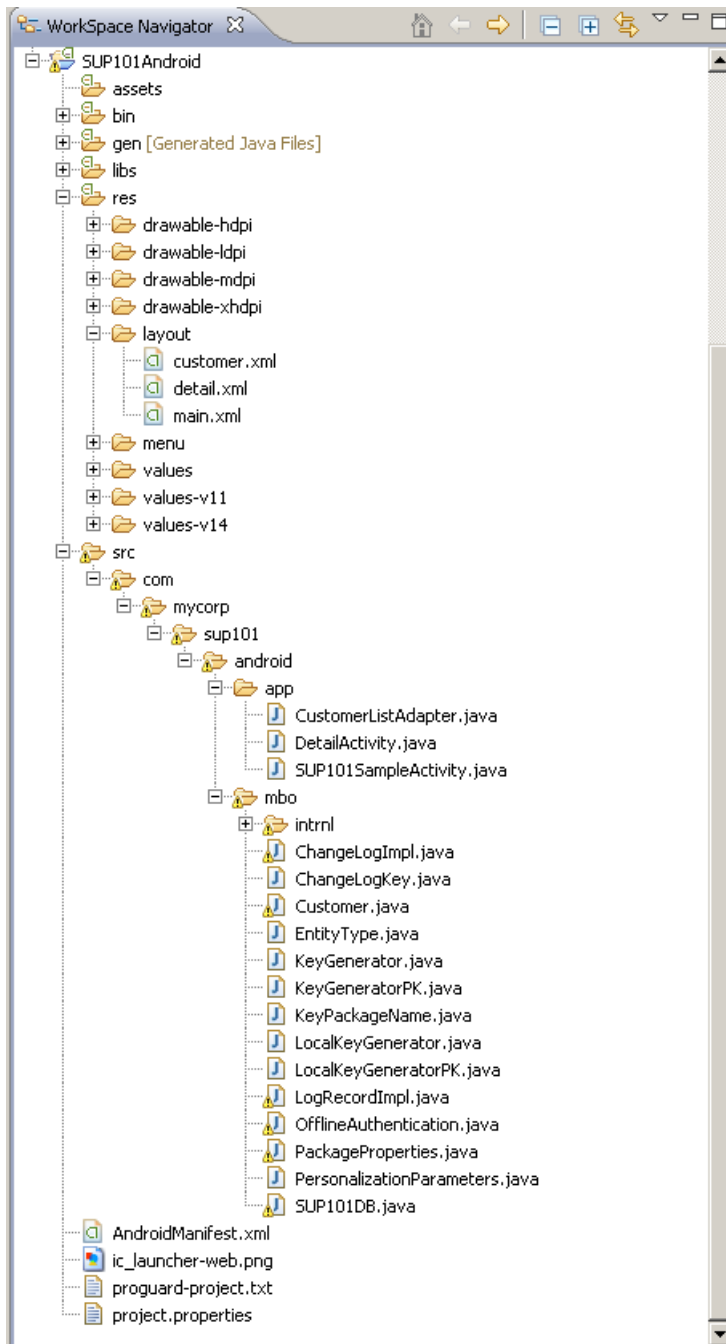 WorkSpace Navigator
SUP101Android
assets
bin
gen [Generated Java Files]
libs
res
drawable-hdpi
drawable-ldpi
drawable-mdpi
drawable-xhdpi
layout
customer.xml
detail.xml
main.xml
menu
values
values-v11
values-v14
src
com
mycorp
sup101
android
app
CustomerListAdapter.java
DetailActivity.java
SUP101SampleActivity.java
mbo
intrnl
ChangeLogImpl.java
ChangeLogKey.java
Customer.java
EntityType.java
KeyGenerator.java
KeyGeneratorPK.java
KeyPackageName.java
LocalKeyGenerator.java
LocalKeyGeneratorPK.java
LogRecordImpl.java
OfflineAuthentication.java
PackageProperties.java
PersonalizationParameters.java
SUP101DB.java
AndroidManifest.xml
ic_launcher-web.png
proguard-project.txt
project.properties